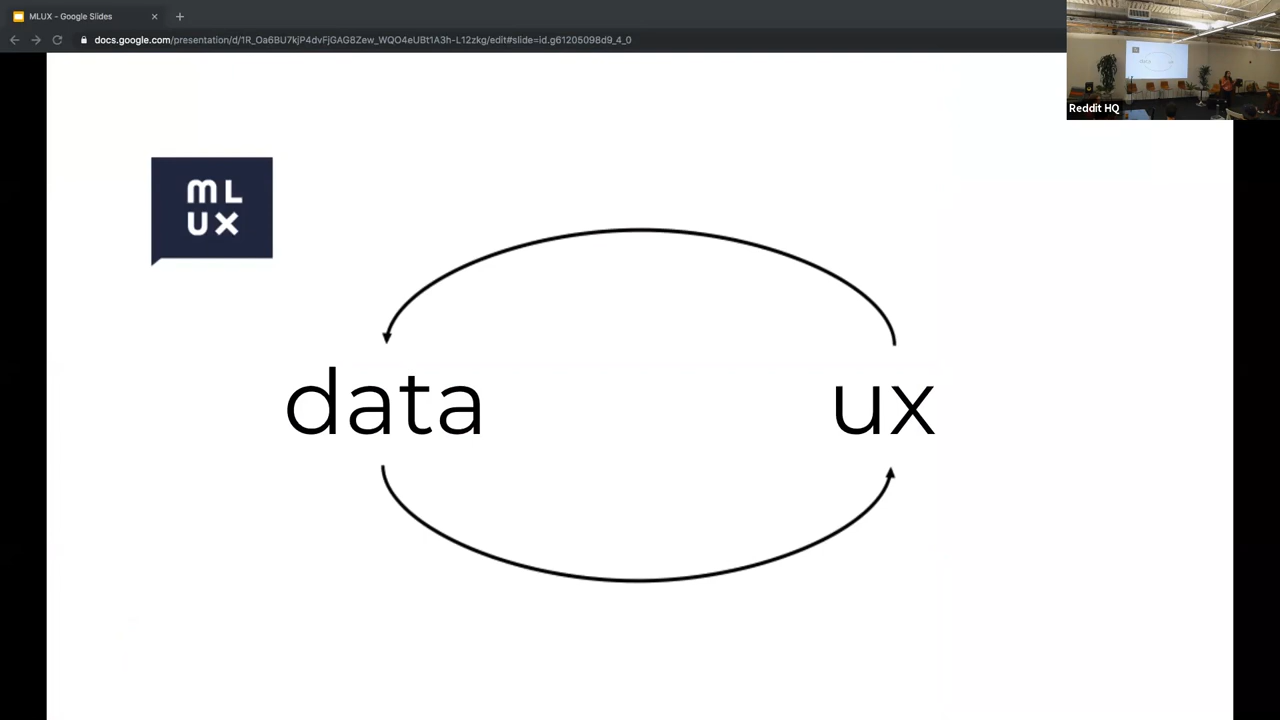 MLUX - Google Slides
docs.google.com/presentation/d/1R_Oa6BU7kjP4dvFjGAG8Zew_WQO4eUBt1A3h-L12zkg/edit#slide=id.g61205098d9_4_0
Reddit HQ
ML
UX
data
ux